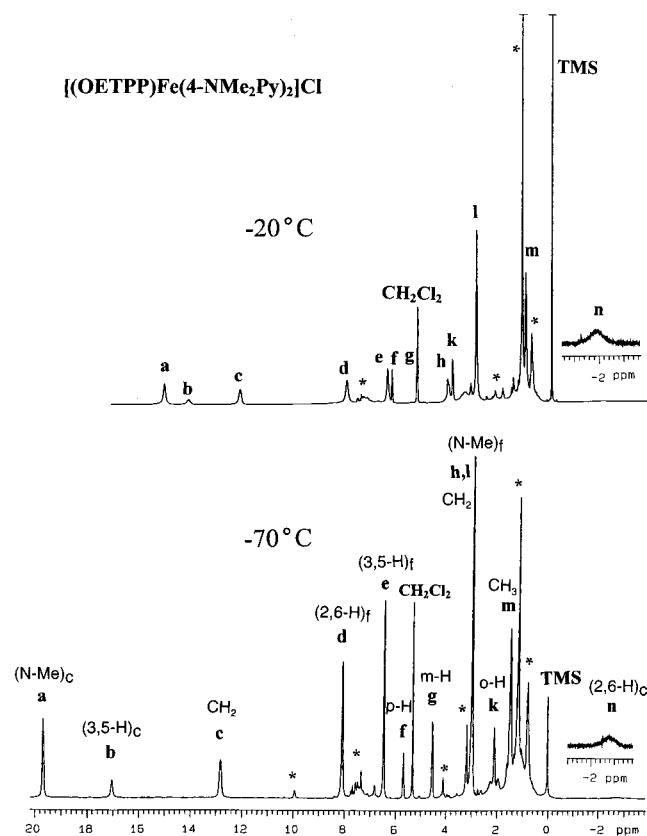 *
TMS
[(OETPP)Fe(4-NMe₂Py)₂]Cl
-20°C
l
m
CH₂Cl₂
n
a
b
c
d
*
e
f
g
h
k
*
*
-2 ppm
(N-Me)f
h,l
CH₂
*
-70°C
(3,5-H)f
e
CH₂Cl₂
CH₃
m
(2,6-H)f
d
*
(N-Me)c
a
m-H
g
o-H
k
TMS
(2,6-H)c
n
(3,5-H)c
b
p-H
f
CH₂
c
*
*
*
*
-2 ppm
20 18 16 14 12 10 8 6 4 2 0 -2 ppm